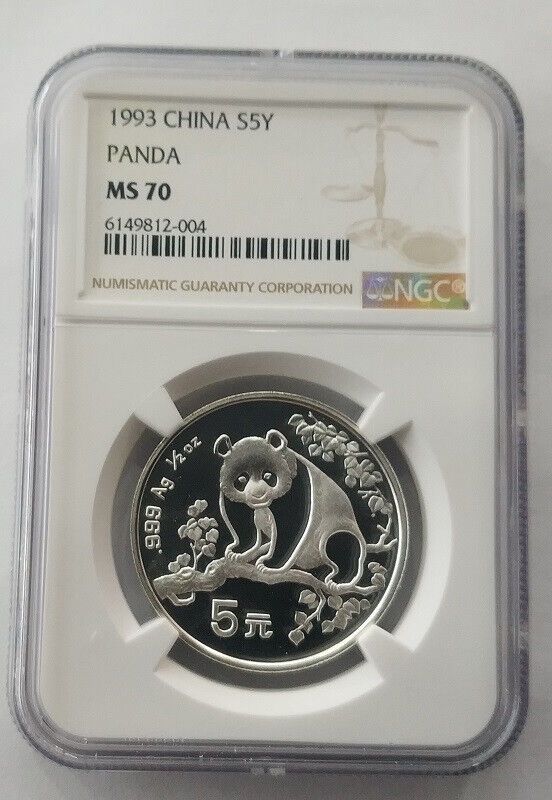 1993 CHINA S5Y
PANDA
MS 70
6149812-004
NUMISMATIC GUARANTY CORPORATION
NGC®
.999 Ag 1/2 oz
5元